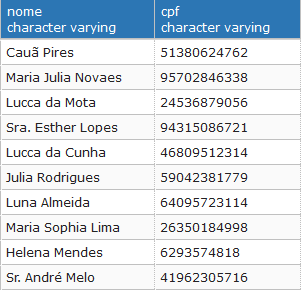 nome cpf
character varying character varying
Cauã Pires 51380624762
Maria Julia Novaes 95702846338
Lucca da Mota 24536879056
Sra. Esther Lopes 94315086721
Lucca da Cunha 46809512314
Julia Rodrigues 59042381779
Luna Almeida 64095723114
Maria Sophia Lima 26350184998
Helena Mendes 6293574818
Sr. André Melo 41962305716